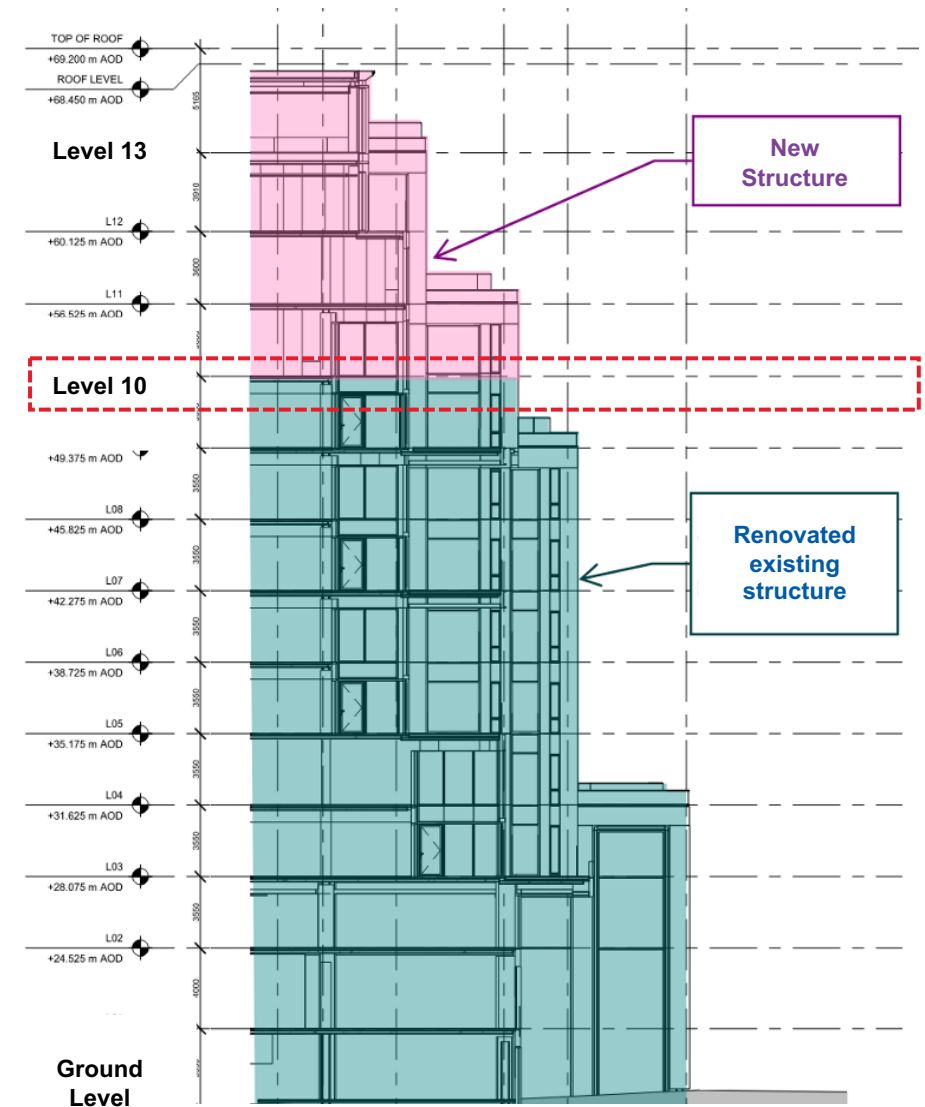 TOP OF ROOF
+69.200 m AOD
ROOF LEVEL
+68.450 m AOD
5165
Level 13
New
Structure
3910
L12
+60.125 m AOD
3600
L11
+56.525 m AOD
Level 10
+49.375 m AOD
3550
L08
+45.825 m AOD
Renovated
existing
structure
3550
L07
+42.275 m AOD
3550
L06
+38.725 m AOD
3550
L05
+35.175 m AOD
3550
L04
+31.625 m AOD
3550
L03
+28.075 m AOD
3550
L02
+24.525 m AOD
4000
Ground
Level